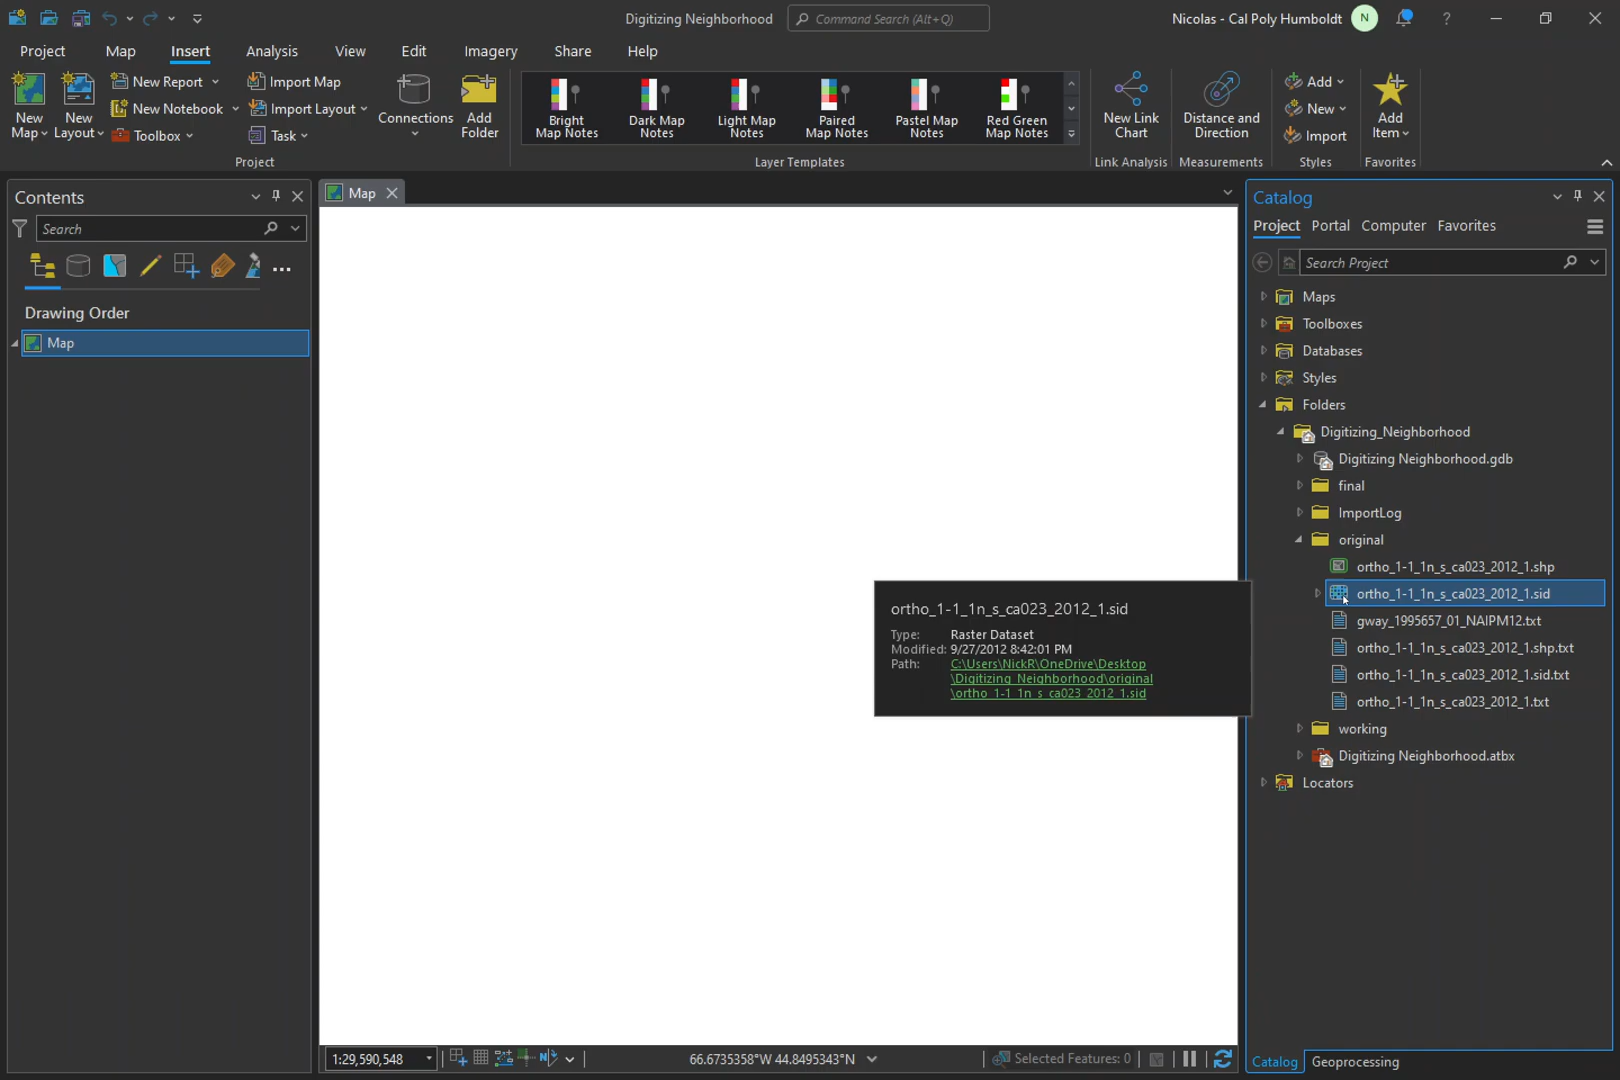 Digitizing Neighborhood
Command Search (Alt+Q)
Nicolas - Cal Poly Humboldt
N
?
Project
Map
Insert
Analysis
View
Edit
Imagery
Share
Help
New
Map
New
Layout
New Report
New Notebook
Toolbox
Import Map
Import Layout
Task
Connections
Add
Folder
Project
Bright
Map Notes
Dark Map
Notes
Light Map
Notes
Paired
Map Notes
Pastel Map
Notes
Red Green
Map Notes
Layer Templates
New Link
Chart
Link Analysis
Distance and
Direction
Measurements
Add
New
Import
Styles
Add
Item
Favorites
Contents
Search
Drawing Order
Map
Map
ortho_1-1_1n_s_ca023_2012_1.sid
Type: Raster Dataset
Modified: 9/27/2012 8:42:01 PM
Path: C:\Users\NickR\OneDrive\Desktop
\Digitizing_Neighborhood\original
\ortho_1-1_1n_s_ca023_2012_1.sid
1:29,590,548
N
66.6735358°W 44.8495343°N
Selected Features: 0
Catalog
Project
Portal
Computer
Favorites
Search Project
Maps
Toolboxes
Databases
Styles
Folders
Digitizing_Neighborhood
Digitizing Neighborhood.gdb
final
ImportLog
original
ortho_1-1_1n_s_ca023_2012_1.shp
ortho_1-1_1n_s_ca023_2012_1.sid
gway_1995657_01_NAIPM12.txt
ortho_1-1_1n_s_ca023_2012_1.shp.txt
ortho_1-1_1n_s_ca023_2012_1.sid.txt
ortho_1-1_1n_s_ca023_2012_1.txt
working
Digitizing Neighborhood.atbx
Locators
Catalog
Geoprocessing